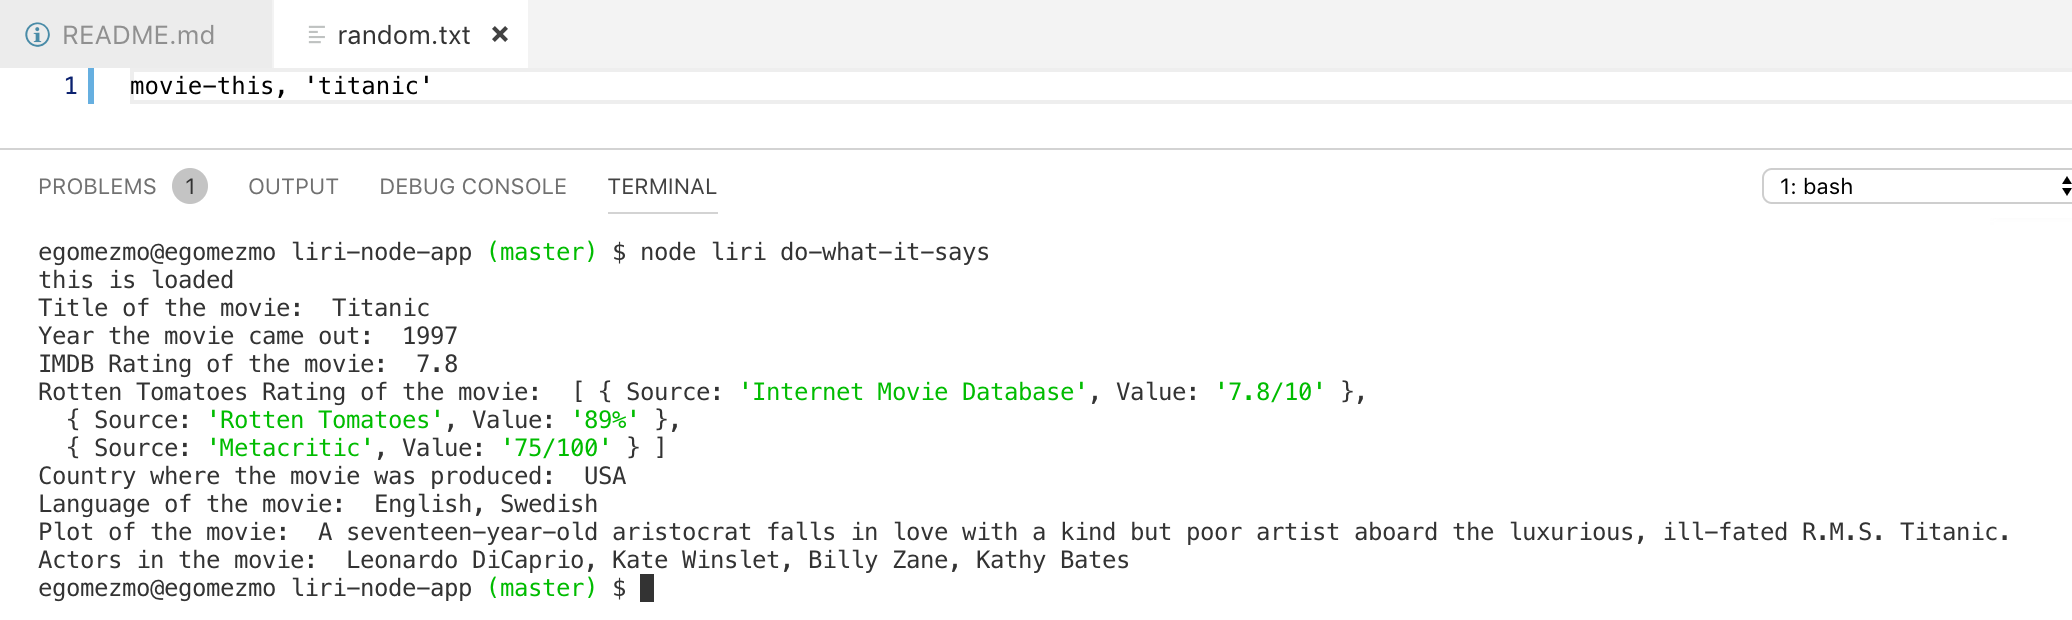 README.md random.txt ×
1 movie-this, 'titanic'
PROBLEMS 1 OUTPUT DEBUG CONSOLE TERMINAL 1: bash
egomezmo@egomezmo liri-node-app (master) $ node liri do-what-it-says
this is loaded
Title of the movie:  Titanic
Year the movie came out:  1997
IMDB Rating of the movie:  7.8
Rotten Tomatoes Rating of the movie:  [ { Source: 'Internet Movie Database', Value: '7.8/10' },
  { Source: 'Rotten Tomatoes', Value: '89%' },
  { Source: 'Metacritic', Value: '75/100' } ]
Country where the movie was produced:  USA
Language of the movie:  English, Swedish
Plot of the movie:  A seventeen-year-old aristocrat falls in love with a kind but poor artist aboard the luxurious, ill-fated R.M.S. Titanic.
Actors in the movie:  Leonardo DiCaprio, Kate Winslet, Billy Zane, Kathy Bates
egomezmo@egomezmo liri-node-app (master) $